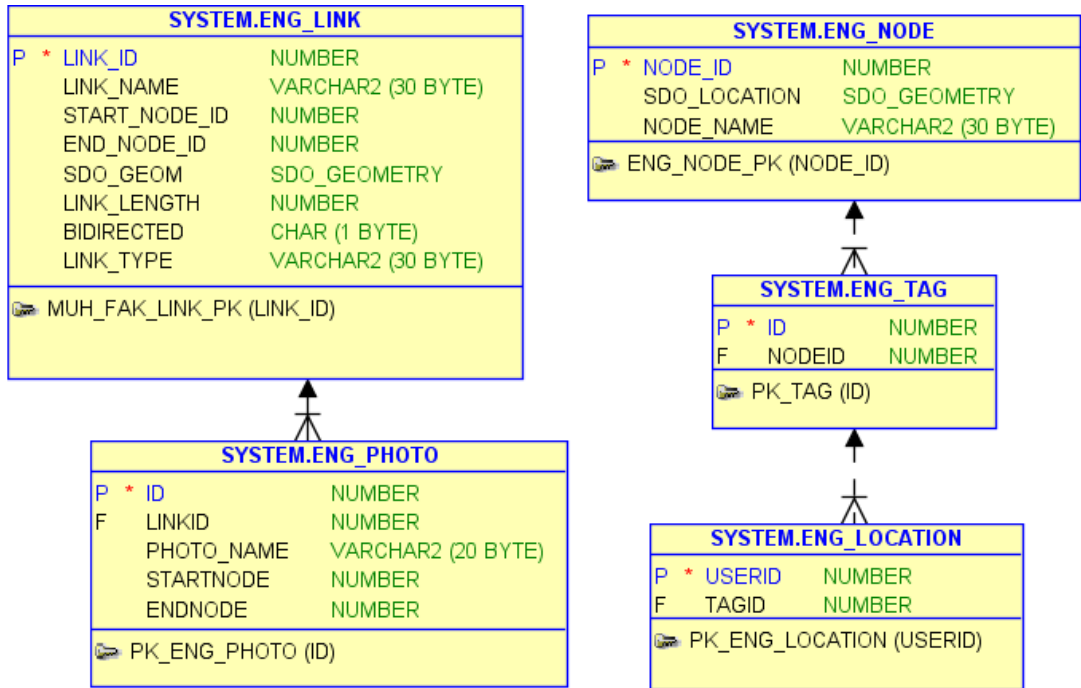 SYSTEM.ENG_LINK
P * LINK_ID NUMBER
LINK_NAME VARCHAR2 (30 BYTE)
START_NODE_ID NUMBER
END_NODE_ID NUMBER
SDO_GEOM SDO_GEOMETRY
LINK_LENGTH NUMBER
BIDIRECTED CHAR (1 BYTE)
LINK_TYPE VARCHAR2 (30 BYTE)
MUH_FAK_LINK_PK (LINK_ID)
SYSTEM.ENG_NODE
P * NODE_ID NUMBER
SDO_LOCATION SDO_GEOMETRY
NODE_NAME VARCHAR2 (30 BYTE)
ENG_NODE_PK (NODE_ID)
SYSTEM.ENG_TAG
P * ID NUMBER
F NODEID NUMBER
PK_TAG (ID)
SYSTEM.ENG_PHOTO
P * ID NUMBER
F LINKID NUMBER
PHOTO_NAME VARCHAR2 (20 BYTE)
STARTNODE NUMBER
ENDNODE NUMBER
PK_ENG_PHOTO (ID)
SYSTEM.ENG_LOCATION
P * USERID NUMBER
F TAGID NUMBER
PK_ENG_LOCATION (USERID)